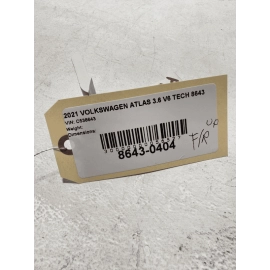 2021 VOLKSWAGEN ATLAS 3.6 V6 TECH 8643
VIN: C538643
Weight:
Dimensions:
8643-0404
UP
F/R